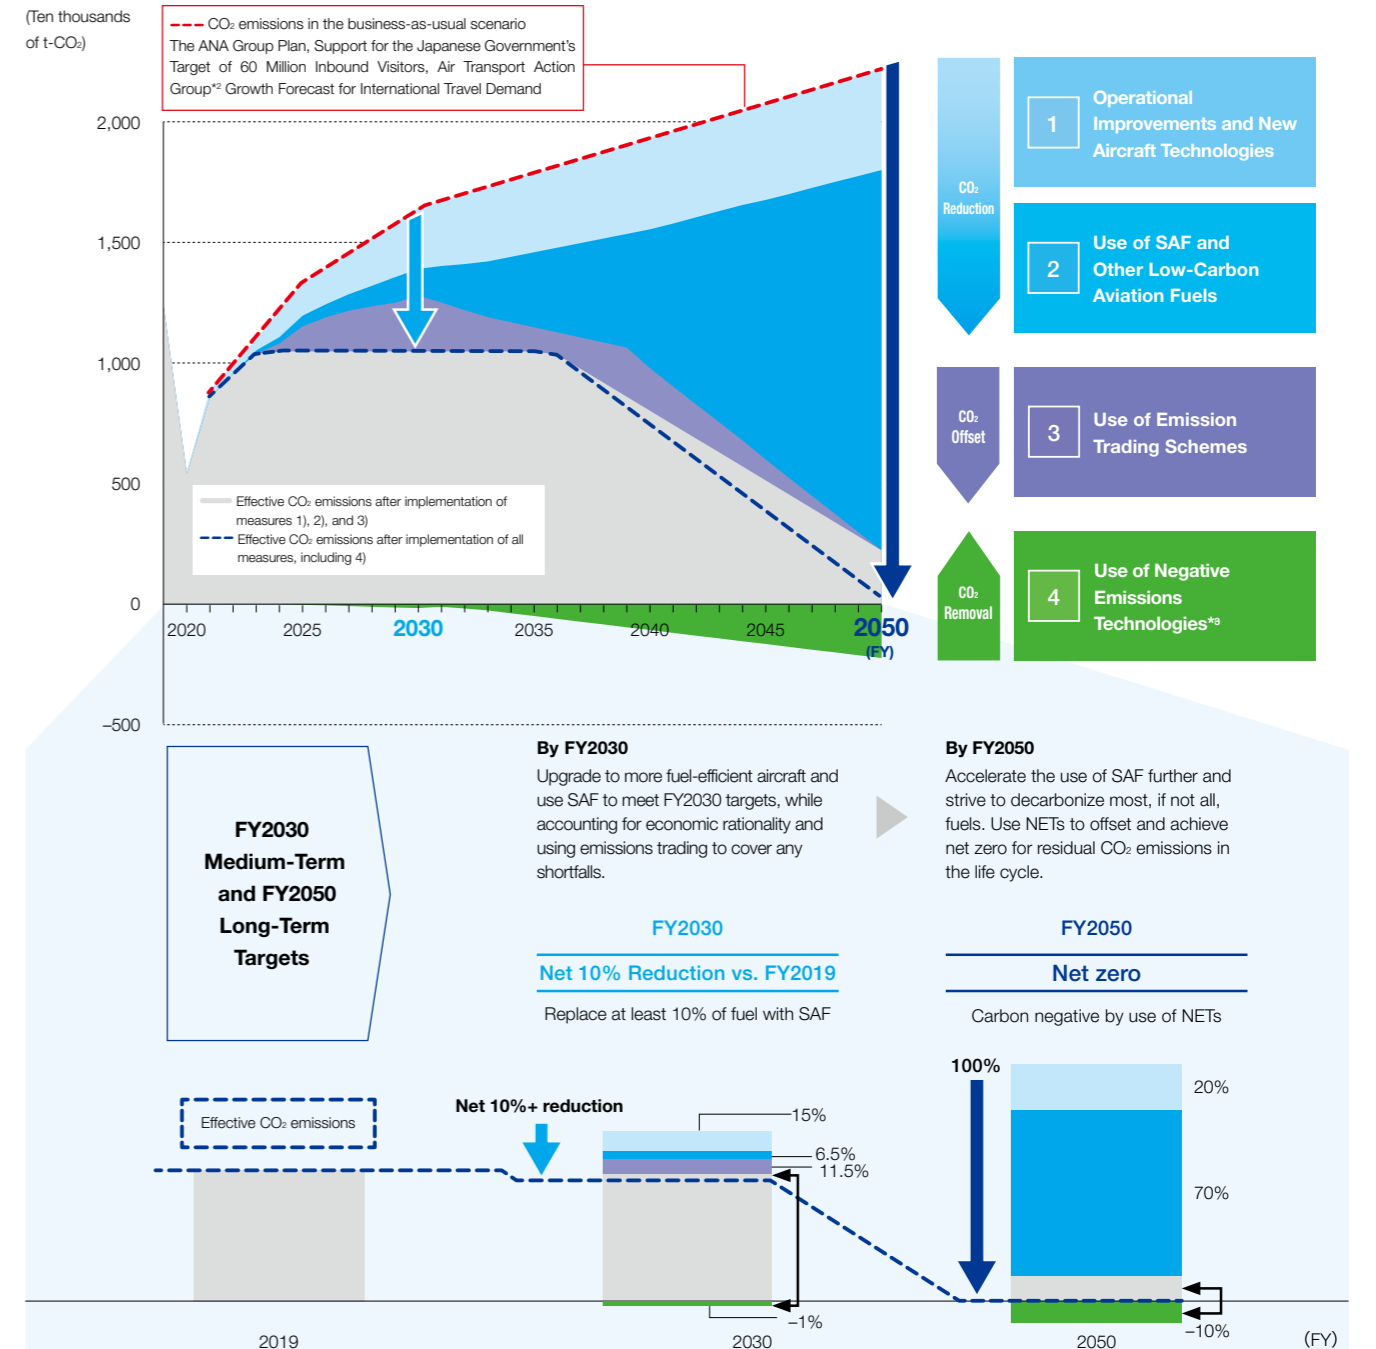 (Ten thousands
of t-CO₂)
CO₂ emissions in the business-as-usual scenario
The ANA Group Plan, Support for the Japanese Government's
Target of 60 Million Inbound Visitors, Air Transport Action
Group*2 Growth Forecast for International Travel Demand
2,000
1,500
1,000
500
0
–500
Effective CO₂ emissions after implementation of
measures 1), 2), and 3)
Effective CO₂ emissions after implementation of all
measures, including 4)
2020
2025
2030
2035
2040
2045
2050
(FY)
CO₂
Reduction
1
Operational
Improvements and New
Aircraft Technologies
2
Use of SAF and
Other Low-Carbon
Aviation Fuels
CO₂
Offset
3
Use of Emission
Trading Schemes
CO₂
Removal
4
Use of Negative
Emissions
Technologies*3
FY2030
Medium-Term
and FY2050
Long-Term
Targets
By FY2030
Upgrade to more fuel-efficient aircraft and
use SAF to meet FY2030 targets, while
accounting for economic rationality and
using emissions trading to cover any
shortfalls.
By FY2050
Accelerate the use of SAF further and
strive to decarbonize most, if not all,
fuels. Use NETs to offset and achieve
net zero for residual CO₂ emissions in
the life cycle.
FY2030
Net 10% Reduction vs. FY2019
Replace at least 10% of fuel with SAF
FY2050
Net zero
Carbon negative by use of NETs
Effective CO₂ emissions
Net 10%+ reduction
15%
6.5%
11.5%
–1%
100%
20%
70%
–10%
2019
2030
2050
(FY)